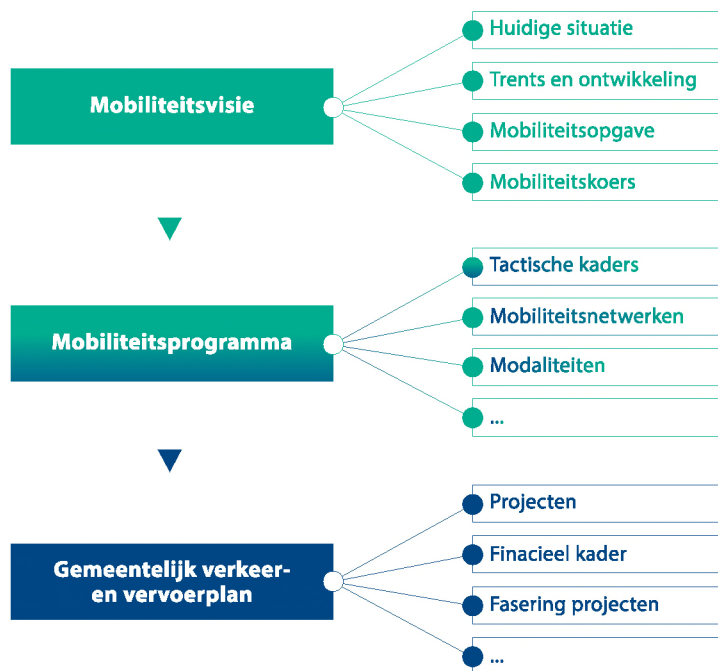 Mobiliteitsvisie
Huidige situatie
Trents en ontwikkeling
Mobiliteitsopgave
Mobiliteitskoers
Mobiliteitsprogramma
Tactische kaders
Mobiliteitsnetwerken
Modaliteiten
...
Gemeentelijk verkeer-
en vervoerplan
Projecten
Finacieel kader
Fasering projecten
...